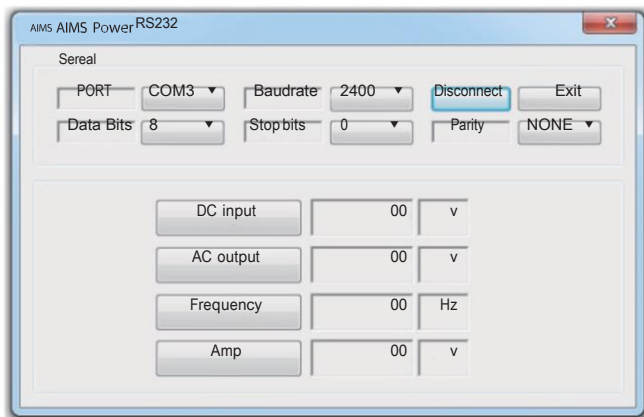 AIMS AIMS Power RS232
Sereal
PORT COM3 Baudrate 2400 Disconnect Exit
Data Bits 8 Stop bits 0 Parity NONE
DC input 00 v
AC output 00 v
Frequency 00 Hz
Amp 00 v